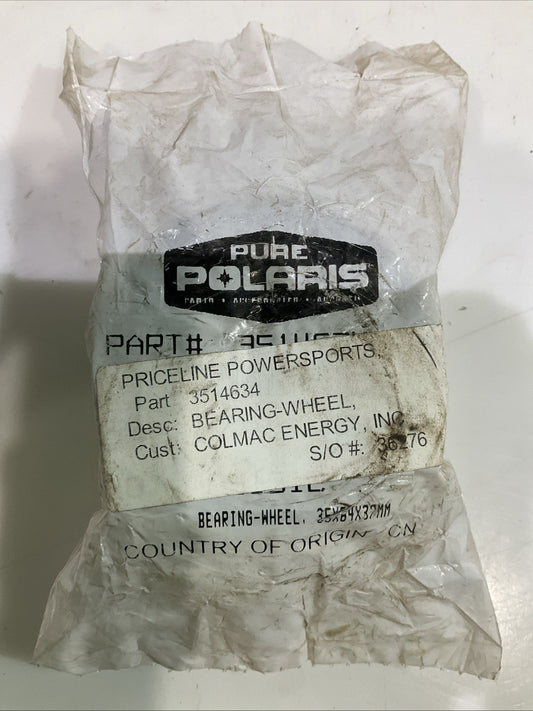 PURE
POLARIS
PARTS • ACCESSORIES • APPAREL
PART#
PRICELINE POWERSPORTS,
Part 3514634
Desc: BEARING-WHEEL,
Cust: COLMAC ENERGY, INC
S/O #: 36276
BEARING-WHEEL, 35X64X37MM
COUNTRY OF ORIGIN CN